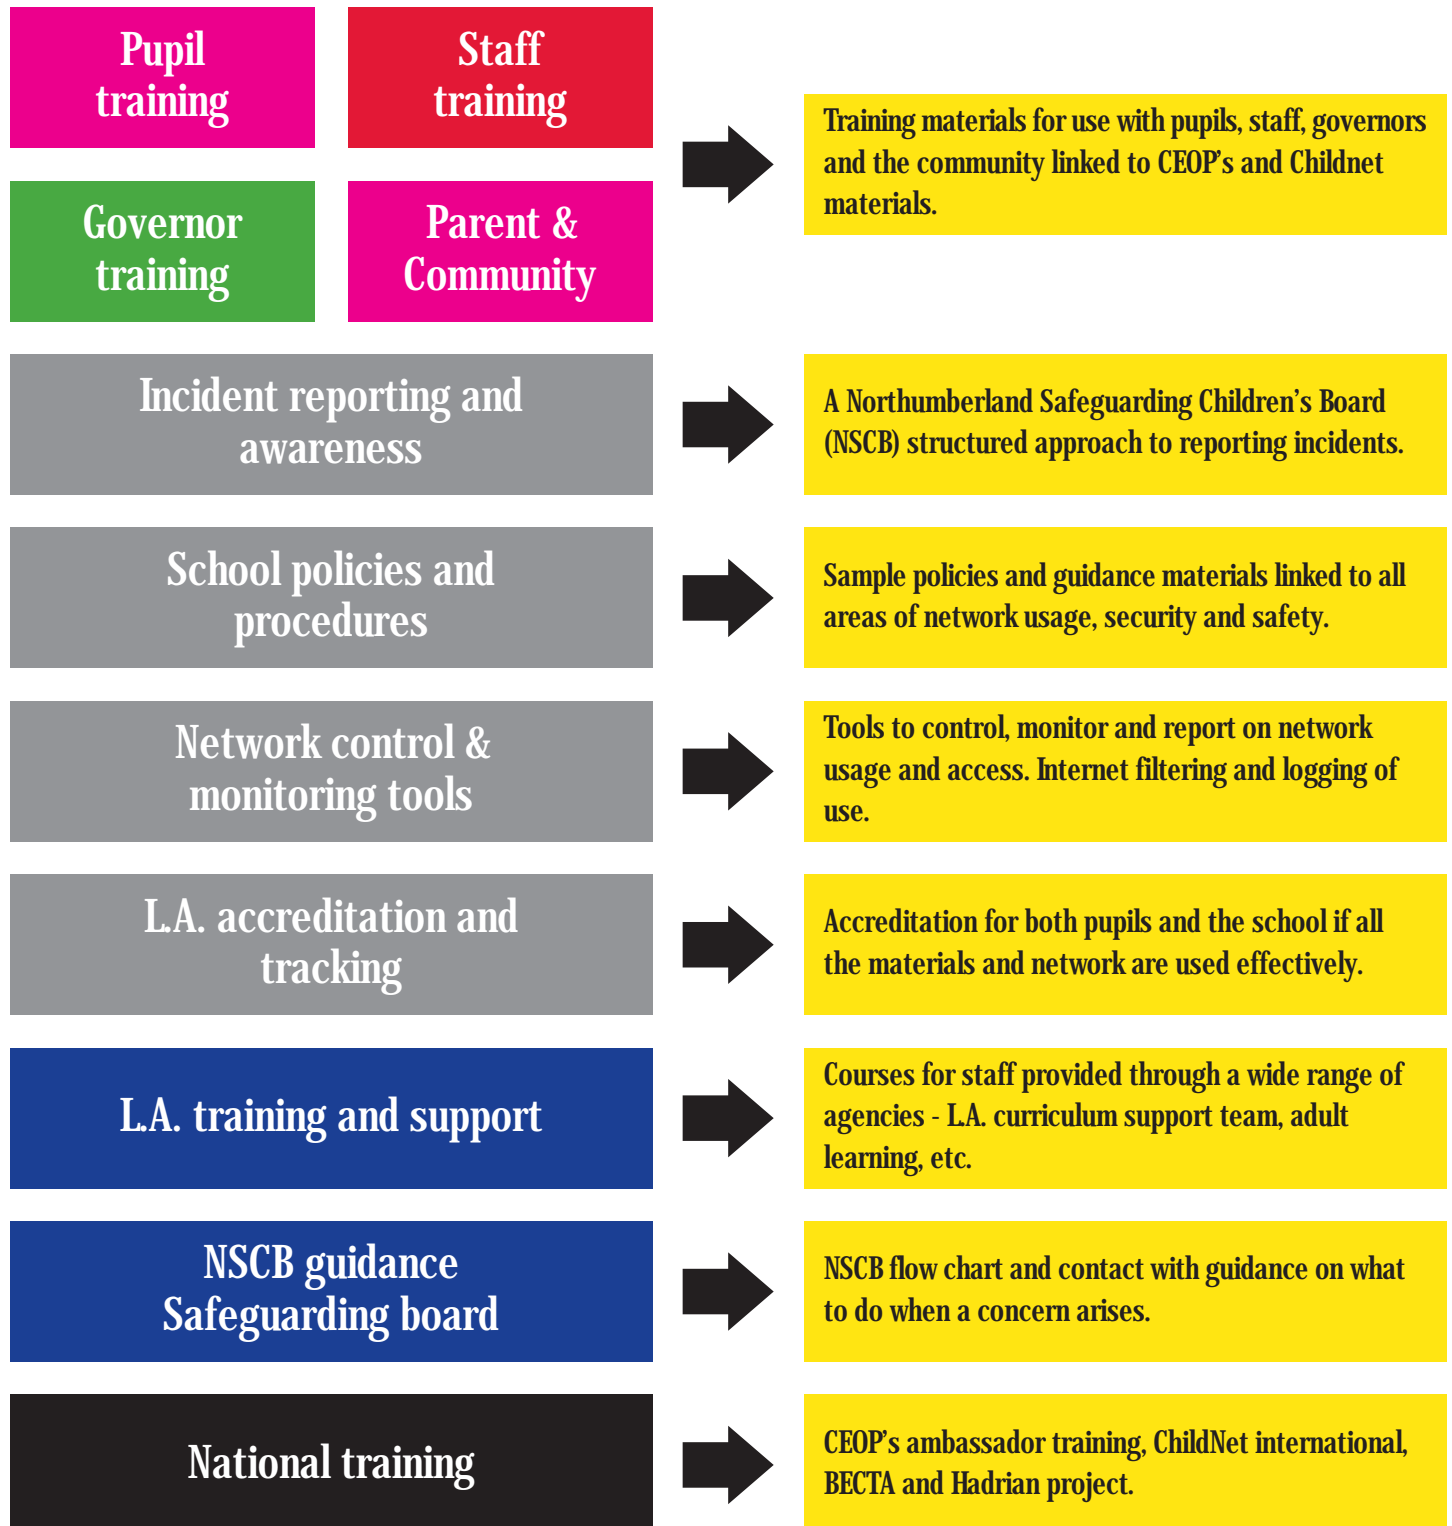 Pupil
training
Staff
training
Governor
training
Parent &
Community
Training materials for use with pupils, staff, governors
and the community linked to CEOP's and Childnet
materials.
Incident reporting and
awareness
A Northumberland Safeguarding Children's Board
(NSCB) structured approach to reporting incidents.
School policies and
procedures
Sample policies and guidance materials linked to all
areas of network usage, security and safety.
Network control &
monitoring tools
Tools to control, monitor and report on network
usage and access. Internet filtering and logging of
use.
L.A. accreditation and
tracking
Accreditation for both pupils and the school if all
the materials and network are used effectively.
L.A. training and support
Courses for staff provided through a wide range of
agencies - L.A. curriculum support team, adult
learning, etc.
NSCB guidance
Safeguarding board
NSCB flow chart and contact with guidance on what
to do when a concern arises.
National training
CEOP's ambassador training, ChildNet international,
BECTA and Hadrian project.